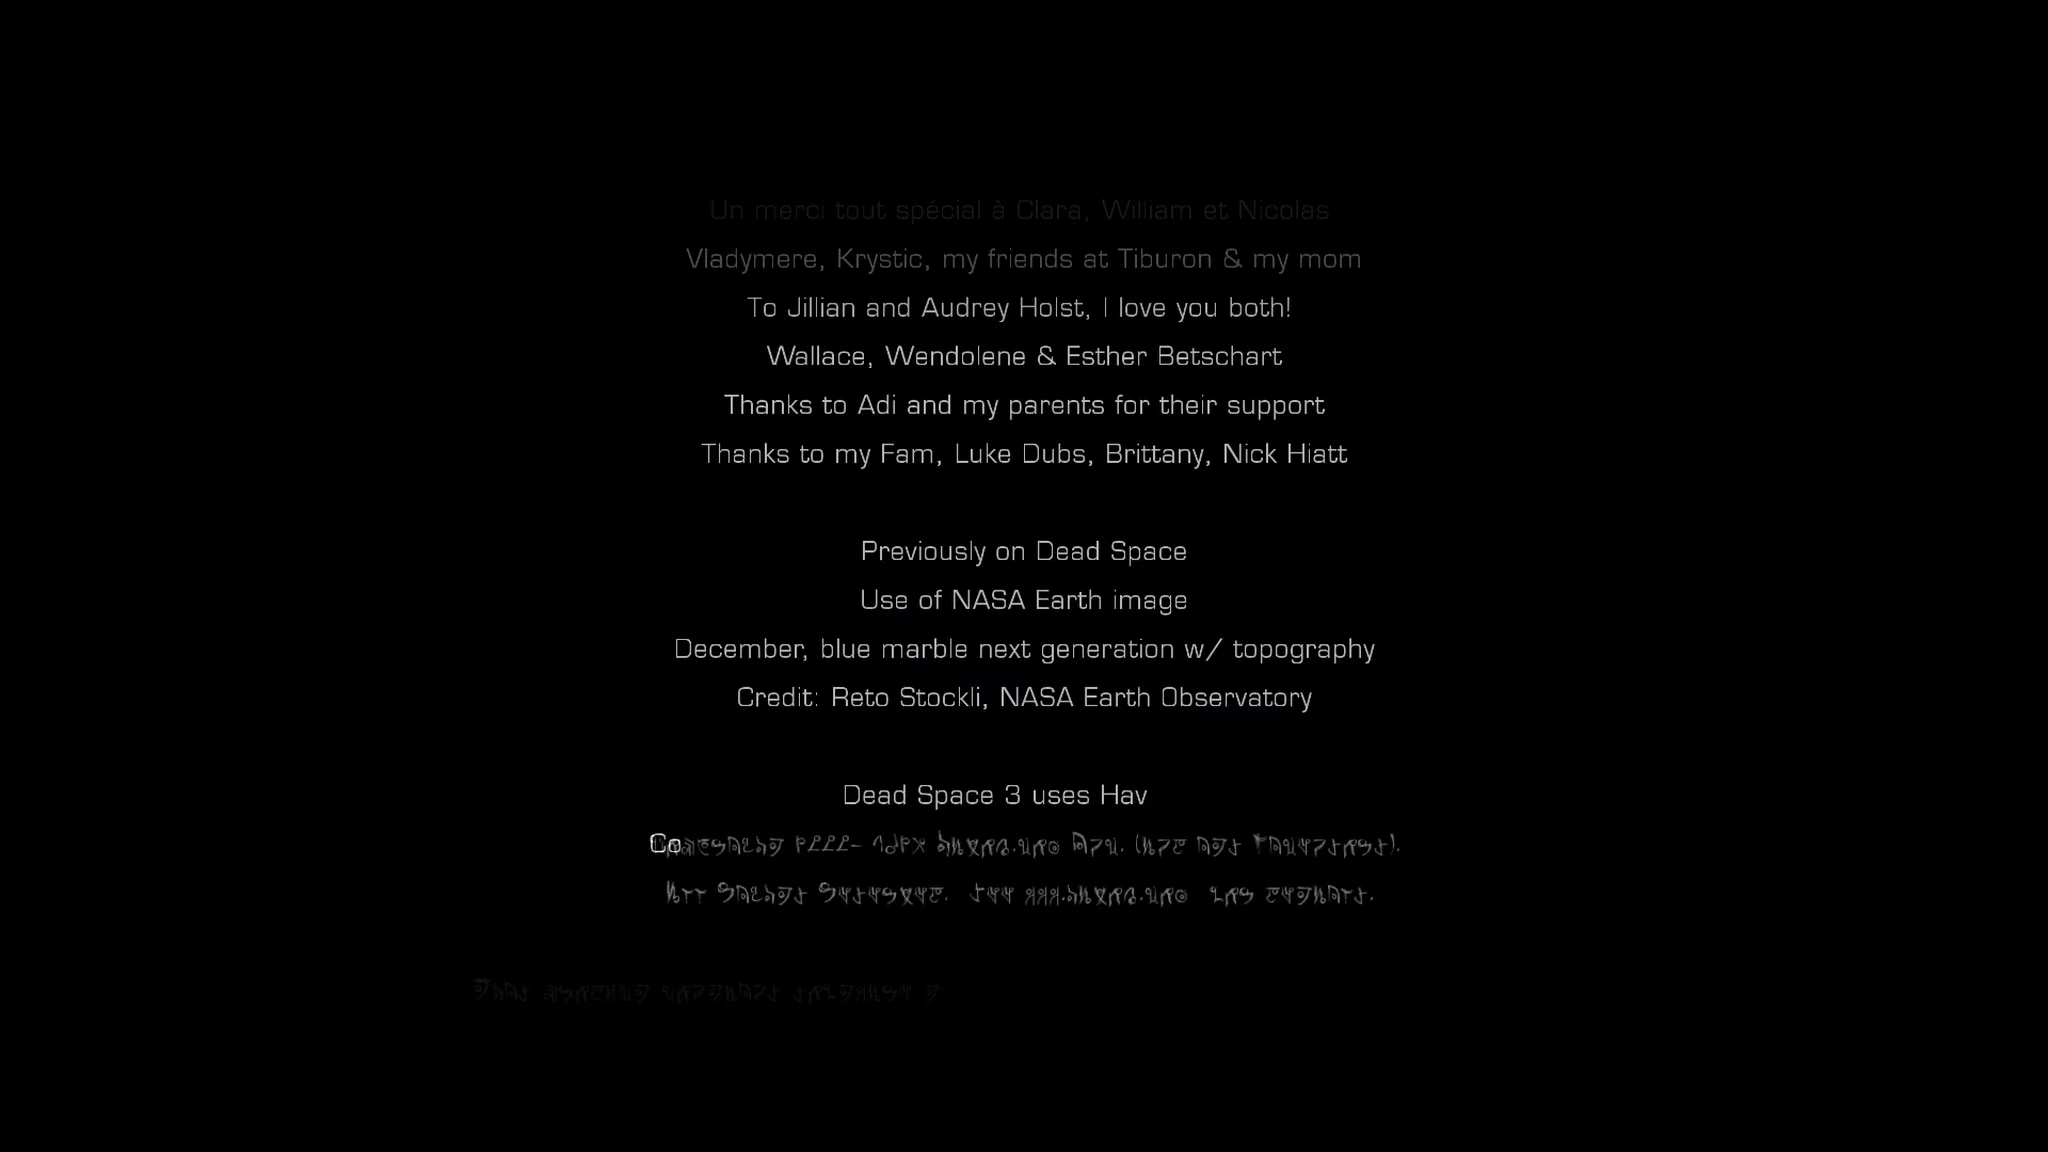 Un merci tout spécial à Clara, William et Nicolas
Vladymere, Krystic, my friends at Tiburon & my mom
To Jillian and Audrey Holst, I love you both!
Wallace, Wendolene & Esther Betschart
Thanks to Adi and my parents for their support
Thanks to my Fam, Luke Dubs, Brittany, Nick Hiatt
Previously on Dead Space
Use of NASA Earth image
December, blue marble next generation w/ topography
Credit: Reto Stockli, NASA Earth Observatory
Dead Space 3 uses Hav
Co